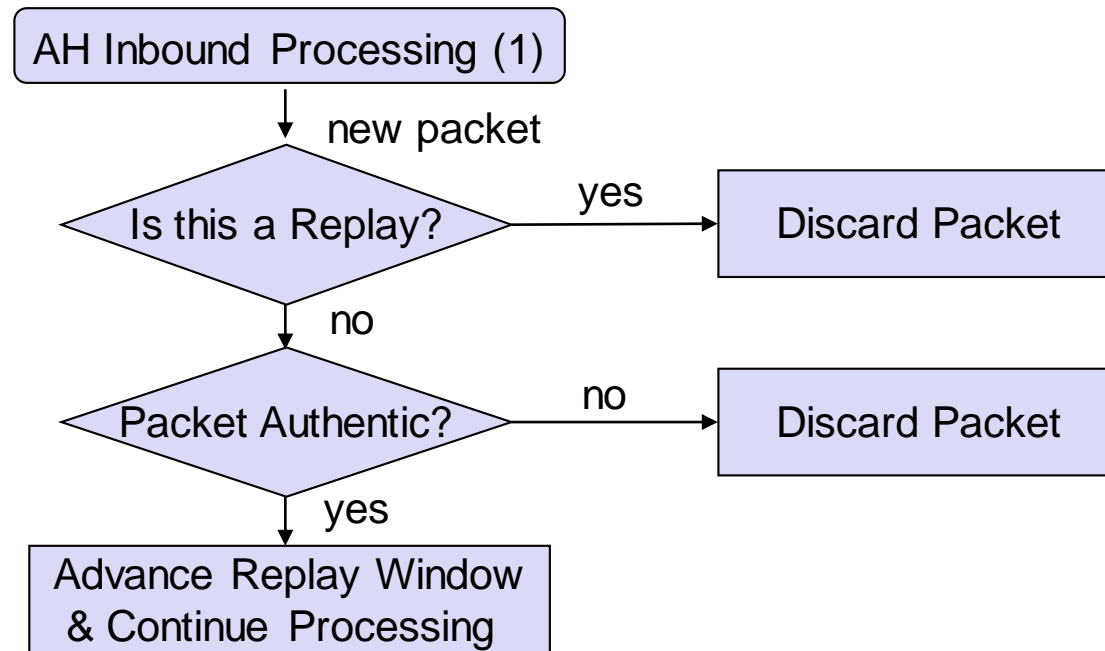 AH Inbound Processing (1)
new packet
Is this a Replay?
yes
Discard Packet
no
Packet Authentic?
no
Discard Packet
yes
Advance Replay Window
& Continue Processing